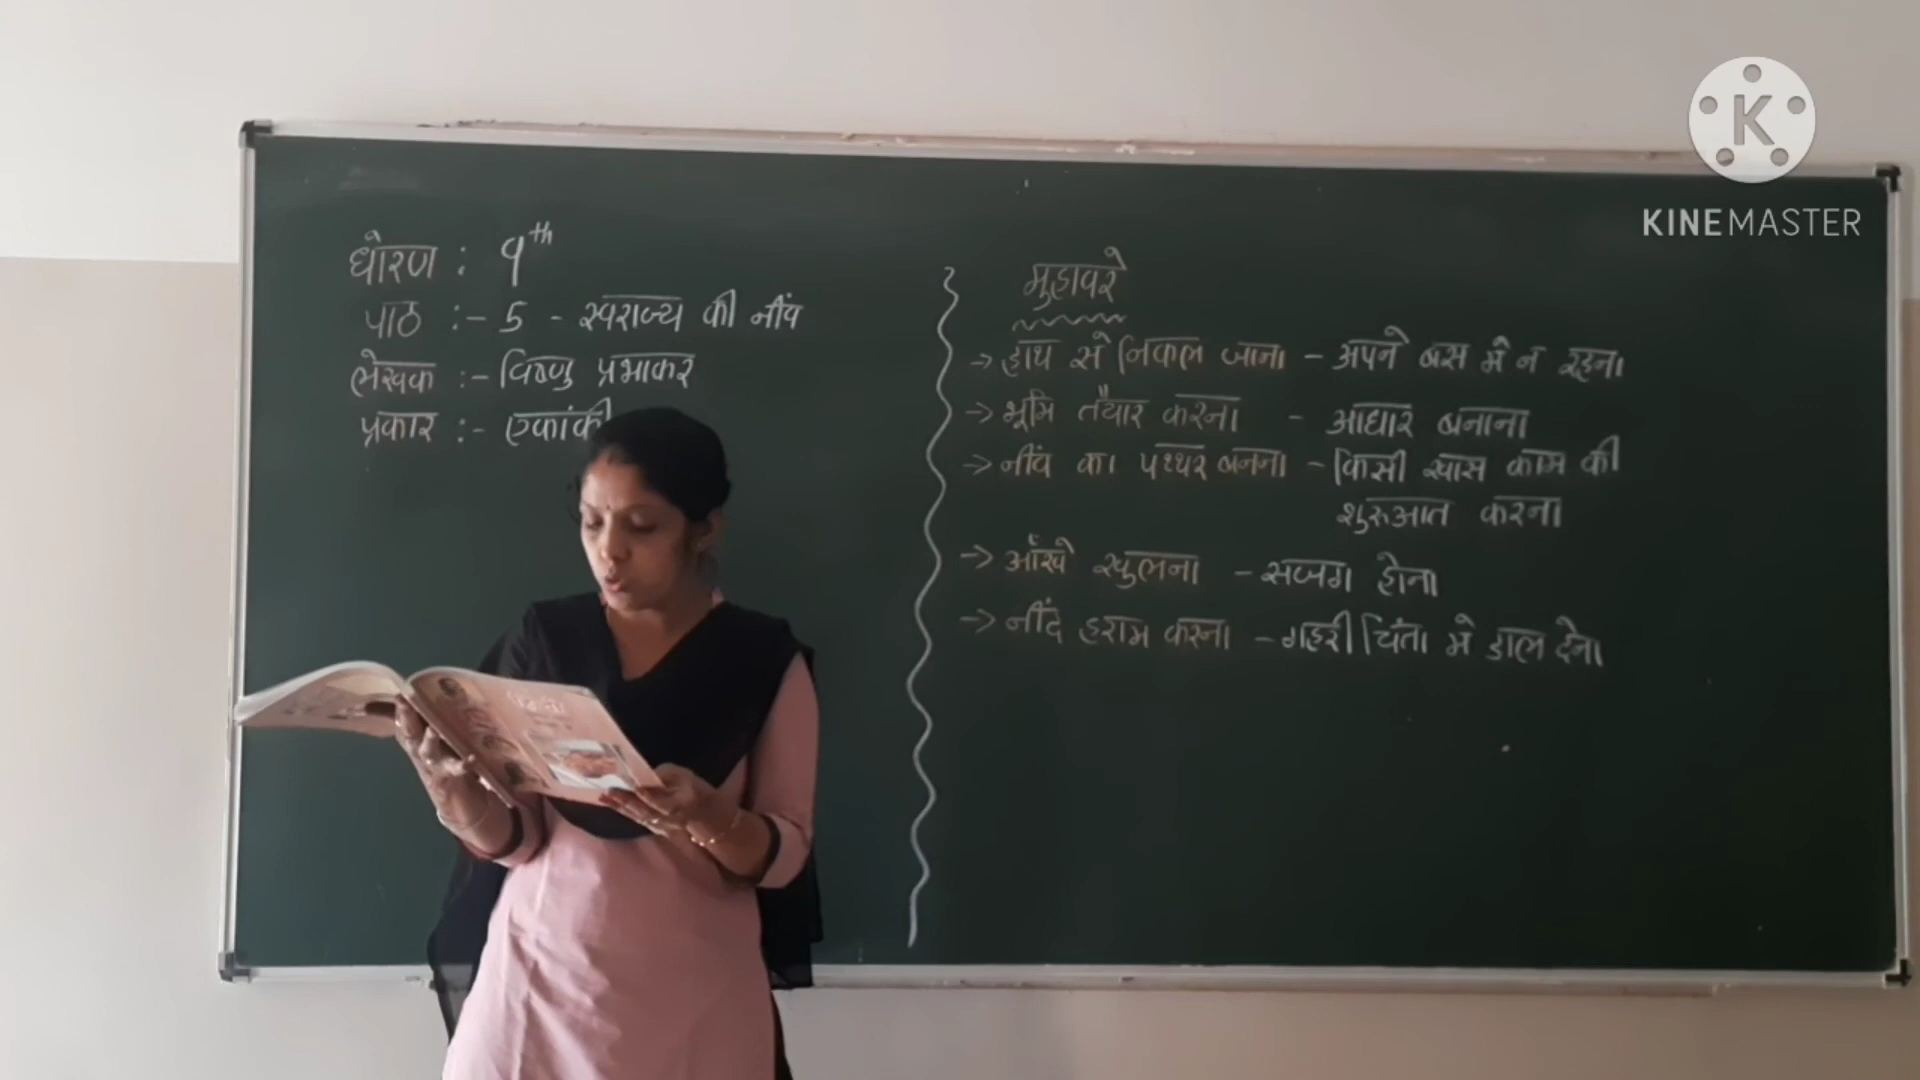 धोरण : 9th
पाठ :- 5 - स्वराज्य की नींव
लेखक :- विष्णु प्रभाकर
प्रकार :- एकांकी
मुहावरे
→ हाथ से निकल जाना - अपने बस में न रहना
→ भूमि तैयार करना - आधार बनाना
→ नींव का पथ्थर बनना - किसी खास काम की
शुरुआत करना
→ आँखे खुलना - सजग होना
→ नींद हराम करना - गहरी चिंता मे डाल देना
K
KINEMASTER